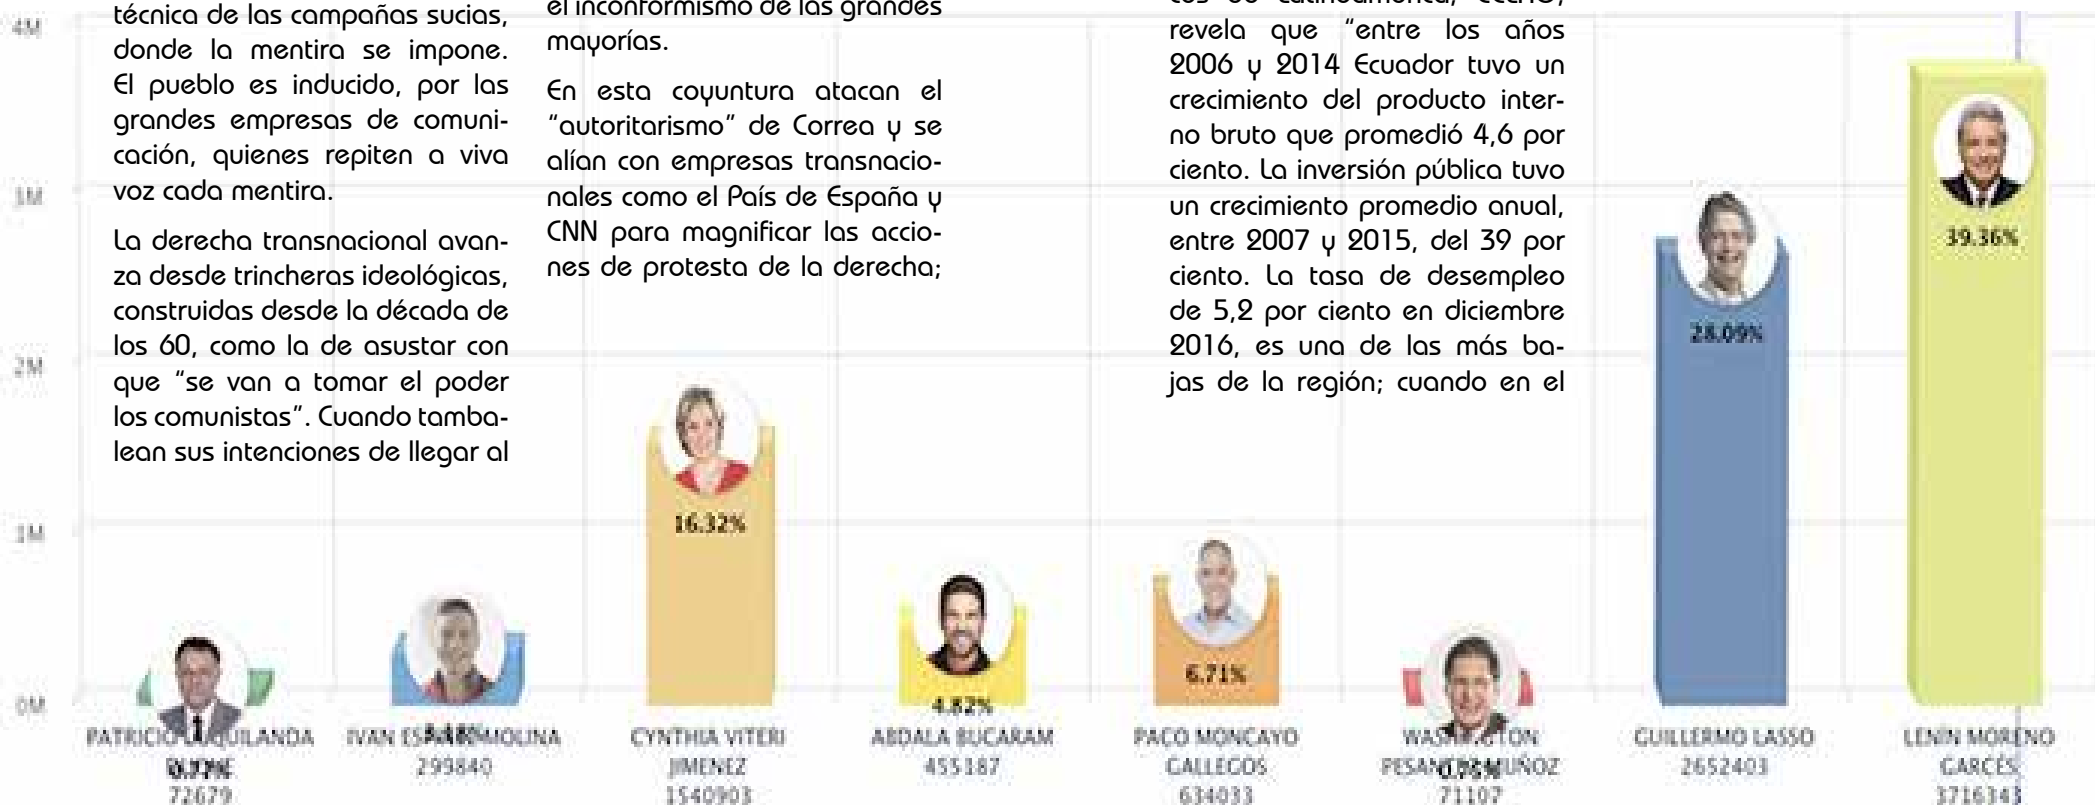 técnica de las campañas sucias,
donde la mentira se impone.
El pueblo es inducido, por las
grandes empresas de comuni-
cación, quienes repiten a viva
voz cada mentira.
La derecha transnacional avan-
za desde trincheras ideológicas,
construidas desde la década de
los 60, como la de asustar con
que “se van a tomar el poder
los comunistas”. Cuando tamba-
lean sus intenciones de llegar al
el inconformismo de las grandes
mayorías.
En esta coyuntura atacan el
“autoritarismo” de Correa y se
alían con empresas transnacio-
nales como el País de España y
CNN para magnificar las accio-
nes de protesta de la derecha;
revela que “entre los años
2006 y 2014 Ecuador tuvo un
crecimiento del producto inter-
no bruto que promedió 4,6 por
ciento. La inversión pública tuvo
un crecimiento promedio anual,
entre 2007 y 2015, del 39 por
ciento. La tasa de desempleo
de 5,2 por ciento en diciembre
2016, es una de las más ba-
jas de la región; cuando en el
4M
3M
2M
1M
0M
16.32%
4.82%
6.71%
28.09%
39.36%
PATRICIO
0.77%
72679
IVAN MOLINA
299840
CYNTHIA VITERI
JIMENEZ
1540903
ABDALA BUCARAM
455187
PACO MONCAYO
GALLEGOS
634033
71107
GUILLERMO LASSO
2652403
LENÍN MORENO
GARCÉS
3716343